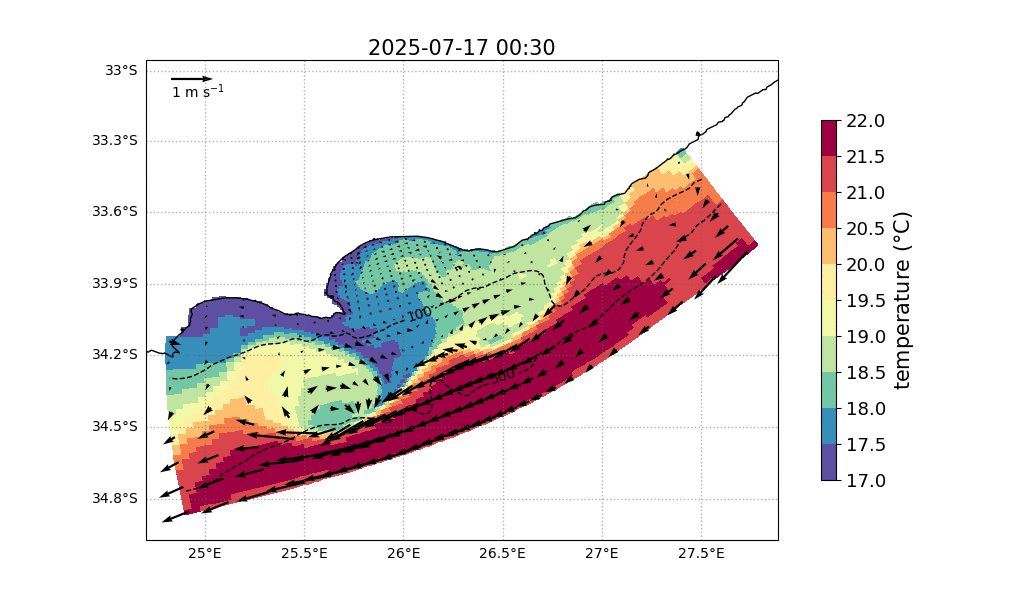 2025-07-17 00:30
1 m s⁻¹
33°S
33.3°S
33.6°S
33.9°S
34.2°S
34.5°S
34.8°S
25°E
25.5°E
26°E
26.5°E
27°E
27.5°E
100
500
22.0
21.5
21.0
20.5
20.0
19.5
19.0
18.5
18.0
17.5
17.0
temperature (°C)